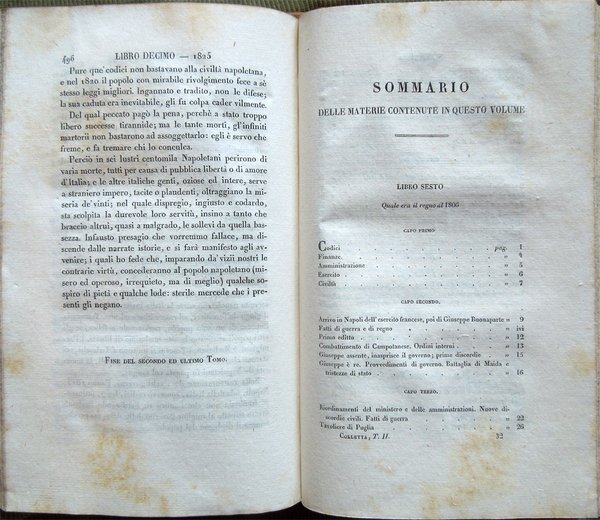 496 LIBRO DECIMO — 1825
Pure que' codici non bastavano alla civiltà napoletana,
e nel 1820 il popolo con mirabile rivolgimento fece a sè
stesso leggi migliori. Ingannato e tradito, non le difese;
la sua caduta era inevitabile, gli fu colpa cader vilmente.
Del qual peccato pagò la pena, perchè a stato troppo
libero successe tirannide; ma le tante morti, gl'infiniti
martorii non bastarono ad assoggettarlo: egli è servo che
freme, e fa tremare chi lo conculca.
Perciò in sei lustri centomila Napoletani perirono di
varia morte, tutti per causa di pubblica libertà o di amore
d'Italia; e le altre italiche genti, oziose ed intere, serve
a straniero impero, tacite o plaudenti, oltraggiano la mi-
seria de' vinti; nel quale dispregio, ingiusto e codardo,
sta scolpita la durevole loro servitù, insino a tanto che
braccio altrui, quasi a malgrado, le sollevi da quella bas-
sezza. Infausto presagio che vorremmo fallace, ma di-
scende dalle narrate istorie, e si farà manifesto agli av-
venire; i quali ho fede che, imparando da' vizii nostri le
contrarie virtù, concederanno al popolo napoletano (mi-
sero ed operoso, irrequieto, ma di meglio) qualche so-
spiro di pietà e qualche lode: sterile mercede che i pre-
senti gli negano.
FINE DEL SECONDO ED ULTIMO TOMO.
SOMMARIO
DELLE MATERIE CONTENUTE IN QUESTO VOLUME
LIBRO SESTO
Quale era il regno al 1806
CAPO PRIMO
Codici pag. 1
Finanze. » 4
Amministrazione » 5
Esercito » 6
Civiltà » 7
CAPO SECONDO.
Arrivo in Napoli dell' esercito francese, poi di Giuseppe Buonaparte » 9
Fatti di guerra e di regno » ivi
Primo editto » 12
Combattimento di Campotanese. Ordini interni » 13
Giuseppe assente, inasprisce il governo; prime discordie » 15
Giuseppe è re. Provvedimenti di governo. Battaglia di Maida e
tristezze di stato » 16
CAPO TERZO.
Riordinamenti del ministero e delle amministrazioni. Nuove di-
scordie civili. Fatti di guerra » 22
Tavoliere di Puglia » 26
COLLETTA, T. II. 32